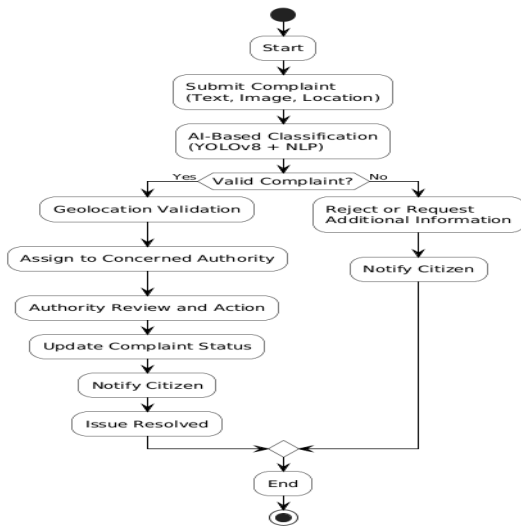 Start
Submit Complaint
(Text, Image, Location)
AI-Based Classification
(YOLOv8 + NLP)
Yes
Valid Complaint?
No
Geolocation Validation
Reject or Request
Additional Information
Assign to Concerned Authority
Notify Citizen
Authority Review and Action
Update Complaint Status
Notify Citizen
Issue Resolved
End